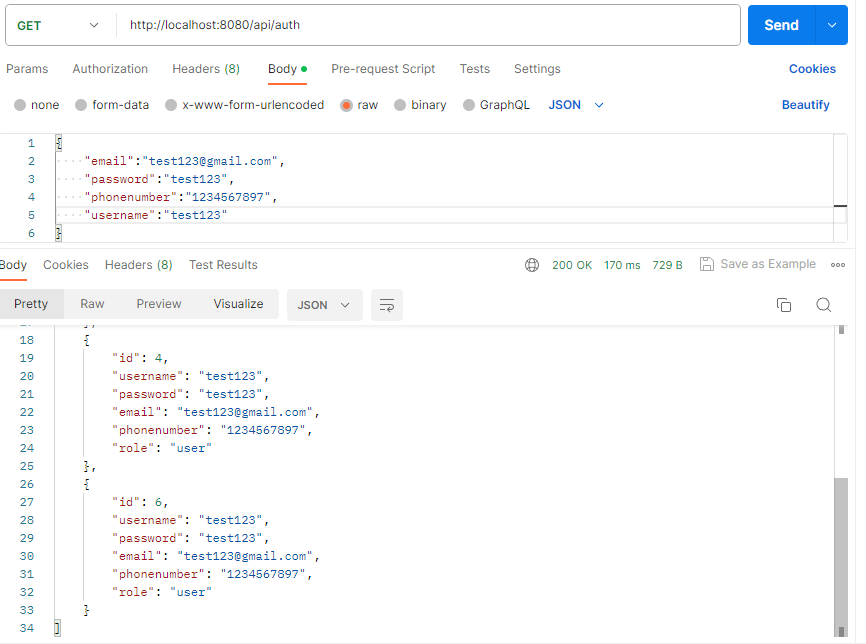 GET http://localhost:8080/api/auth Send
Params Authorization Headers (8) Body Pre-request Script Tests Settings Cookies
none form-data x-www-form-urlencoded raw binary GraphQL JSON Beautify
1 {
2 "email":"test123@gmail.com",
3 "password":"test123",
4 "phonenumber":"1234567897",
5 "username":"test123"
6 }
Body Cookies Headers (8) Test Results 200 OK 170 ms 729 B Save as Example
Pretty Raw Preview Visualize JSON
18 {
19 "id": 4,
20 "username": "test123",
21 "password": "test123",
22 "email": "test123@gmail.com",
23 "phonenumber": "1234567897",
24 "role": "user"
25 },
26 {
27 "id": 6,
28 "username": "test123",
29 "password": "test123",
30 "email": "test123@gmail.com",
31 "phonenumber": "1234567897",
32 "role": "user"
33 }
34 ]